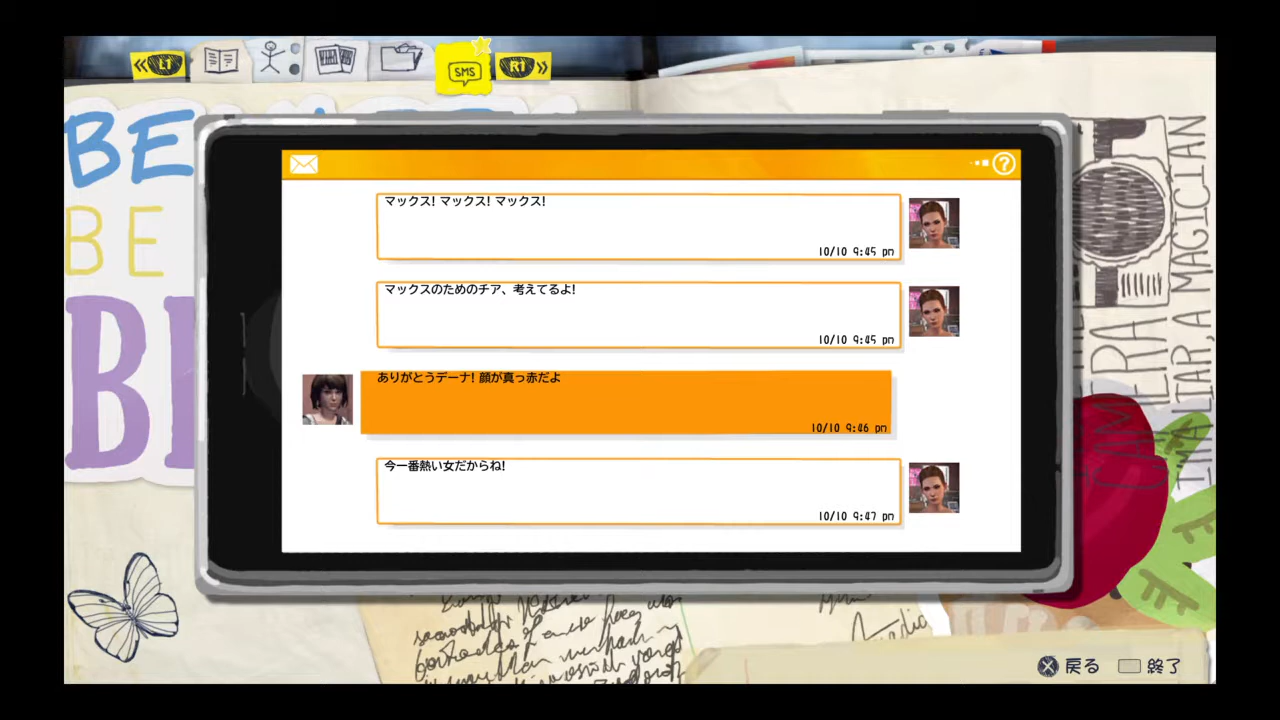 L1
SMS
R1
BE
BE
マックス! マックス! マックス!
10/10 9:45 pm
マックスのためのチア、考えてるよ!
10/10 9:45 pm
ありがとうデーナ! 顔が真っ赤だよ
10/10 9:46 pm
今一番熱い女だからね!
10/10 9:47 pm
戻る
終了